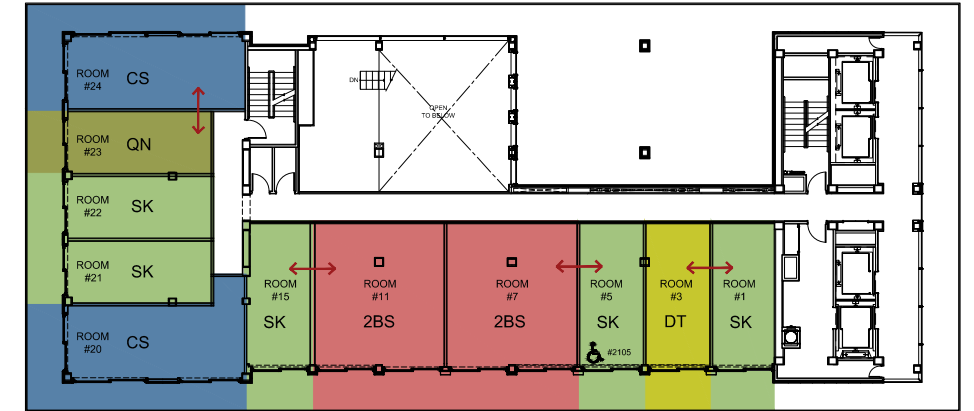 ROOM
#24
CS
DN
OPEN
TO BELOW
ROOM
#23
QN
ROOM
#22
SK
ROOM
#21
SK
ROOM
#20
CS
ROOM
#15
SK
ROOM
#11
2BS
ROOM
#7
2BS
ROOM
#5
SK
#2105
ROOM
#3
DT
ROOM
#1
SK